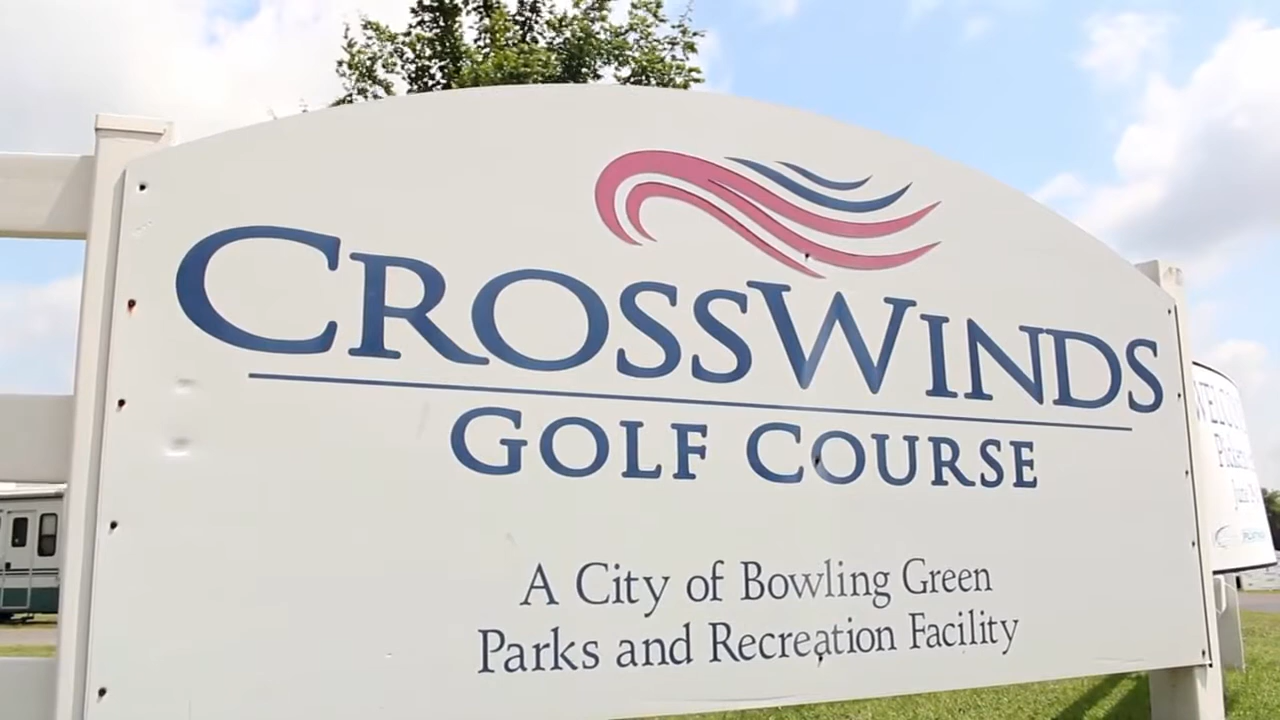 CROSSWINDS
GOLF COURSE
A City of Bowling Green
Parks and Recreation Facility